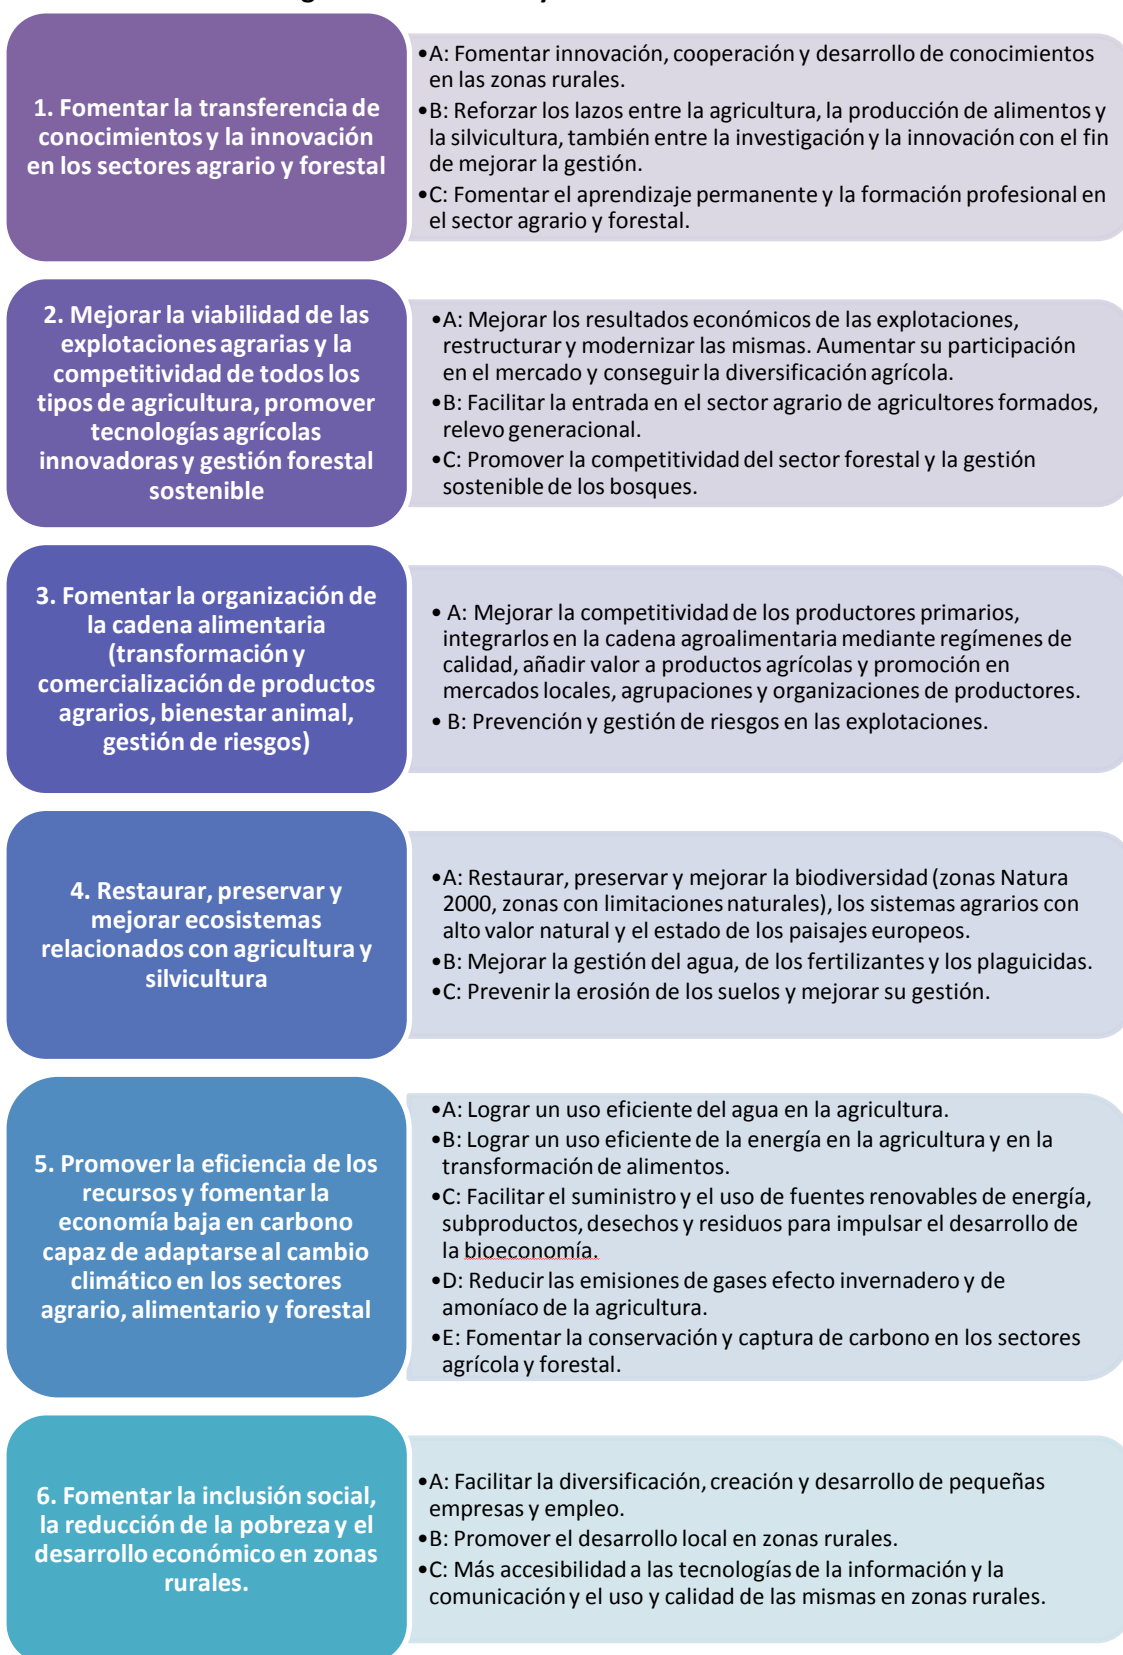 1. Fomentar la transferencia de
conocimientos y la innovación
en los sectores agrario y forestal
•A: Fomentar innovación, cooperación y desarrollo de conocimientos
en las zonas rurales.
•B: Reforzar los lazos entre la agricultura, la producción de alimentos y
la silvicultura, también entre la investigación y la innovación con el fin
de mejorar la gestión.
•C: Fomentar el aprendizaje permanente y la formación profesional en
el sector agrario y forestal.
2. Mejorar la viabilidad de las
explotaciones agrarias y la
competitividad de todos los
tipos de agricultura, promover
tecnologías agrícolas
innovadoras y gestión forestal
sostenible
•A: Mejorar los resultados económicos de las explotaciones,
restructurar y modernizar las mismas. Aumentar su participación
en el mercado y conseguir la diversificación agrícola.
•B: Facilitar la entrada en el sector agrario de agricultores formados,
relevo generacional.
•C: Promover la competitividad del sector forestal y la gestión
sostenible de los bosques.
3. Fomentar la organización de
la cadena alimentaria
(transformación y
comercialización de productos
agrarios, bienestar animal,
gestión de riesgos)
• A: Mejorar la competitividad de los productores primarios,
integrarlos en la cadena agroalimentaria mediante regímenes de
calidad, añadir valor a productos agrícolas y promoción en
mercados locales, agrupaciones y organizaciones de productores.
• B: Prevención y gestión de riesgos en las explotaciones.
4. Restaurar, preservar y
mejorar ecosistemas
relacionados con agricultura y
silvicultura
•A: Restaurar, preservar y mejorar la biodiversidad (zonas Natura
2000, zonas con limitaciones naturales), los sistemas agrarios con
alto valor natural y el estado de los paisajes europeos.
•B: Mejorar la gestión del agua, de los fertilizantes y los plaguicidas.
•C: Prevenir la erosión de los suelos y mejorar su gestión.
5. Promover la eficiencia de los
recursos y fomentar la
economía baja en carbono
capaz de adaptarse al cambio
climático en los sectores
agrario, alimentario y forestal
•A: Lograr un uso eficiente del agua en la agricultura.
•B: Lograr un uso eficiente de la energía en la agricultura y en la
transformación de alimentos.
•C: Facilitar el suministro y el uso de fuentes renovables de energía,
subproductos, desechos y residuos para impulsar el desarrollo de
la bioeconomía.
•D: Reducir las emisiones de gases efecto invernadero y de
amoníaco de la agricultura.
•E: Fomentar la conservación y captura de carbono en los sectores
agrícola y forestal.
6. Fomentar la inclusión social,
la reducción de la pobreza y el
desarrollo económico en zonas
rurales.
•A: Facilitar la diversificación, creación y desarrollo de pequeñas
empresas y empleo.
•B: Promover el desarrollo local en zonas rurales.
•C: Más accesibilidad a las tecnologías de la información y la
comunicación y el uso y calidad de las mismas en zonas rurales.